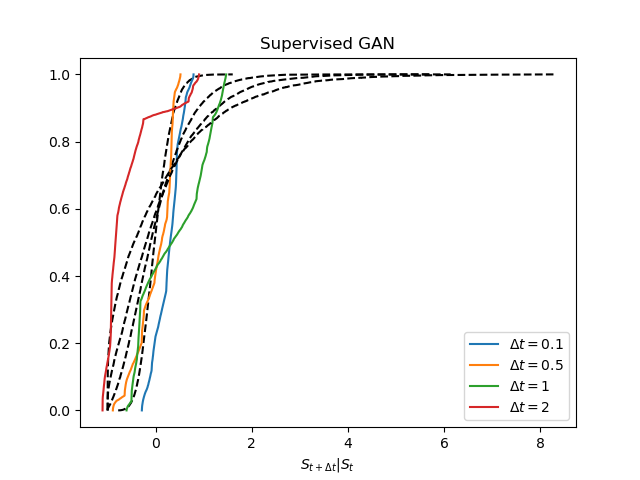 Supervised GAN
1.0
0.8
0.6
0.4
0.2
0.0
0
2
4
6
8
Δt = 0.1
Δt = 0.5
Δt = 1
Δt = 2
S_{t+Δt}|S_t